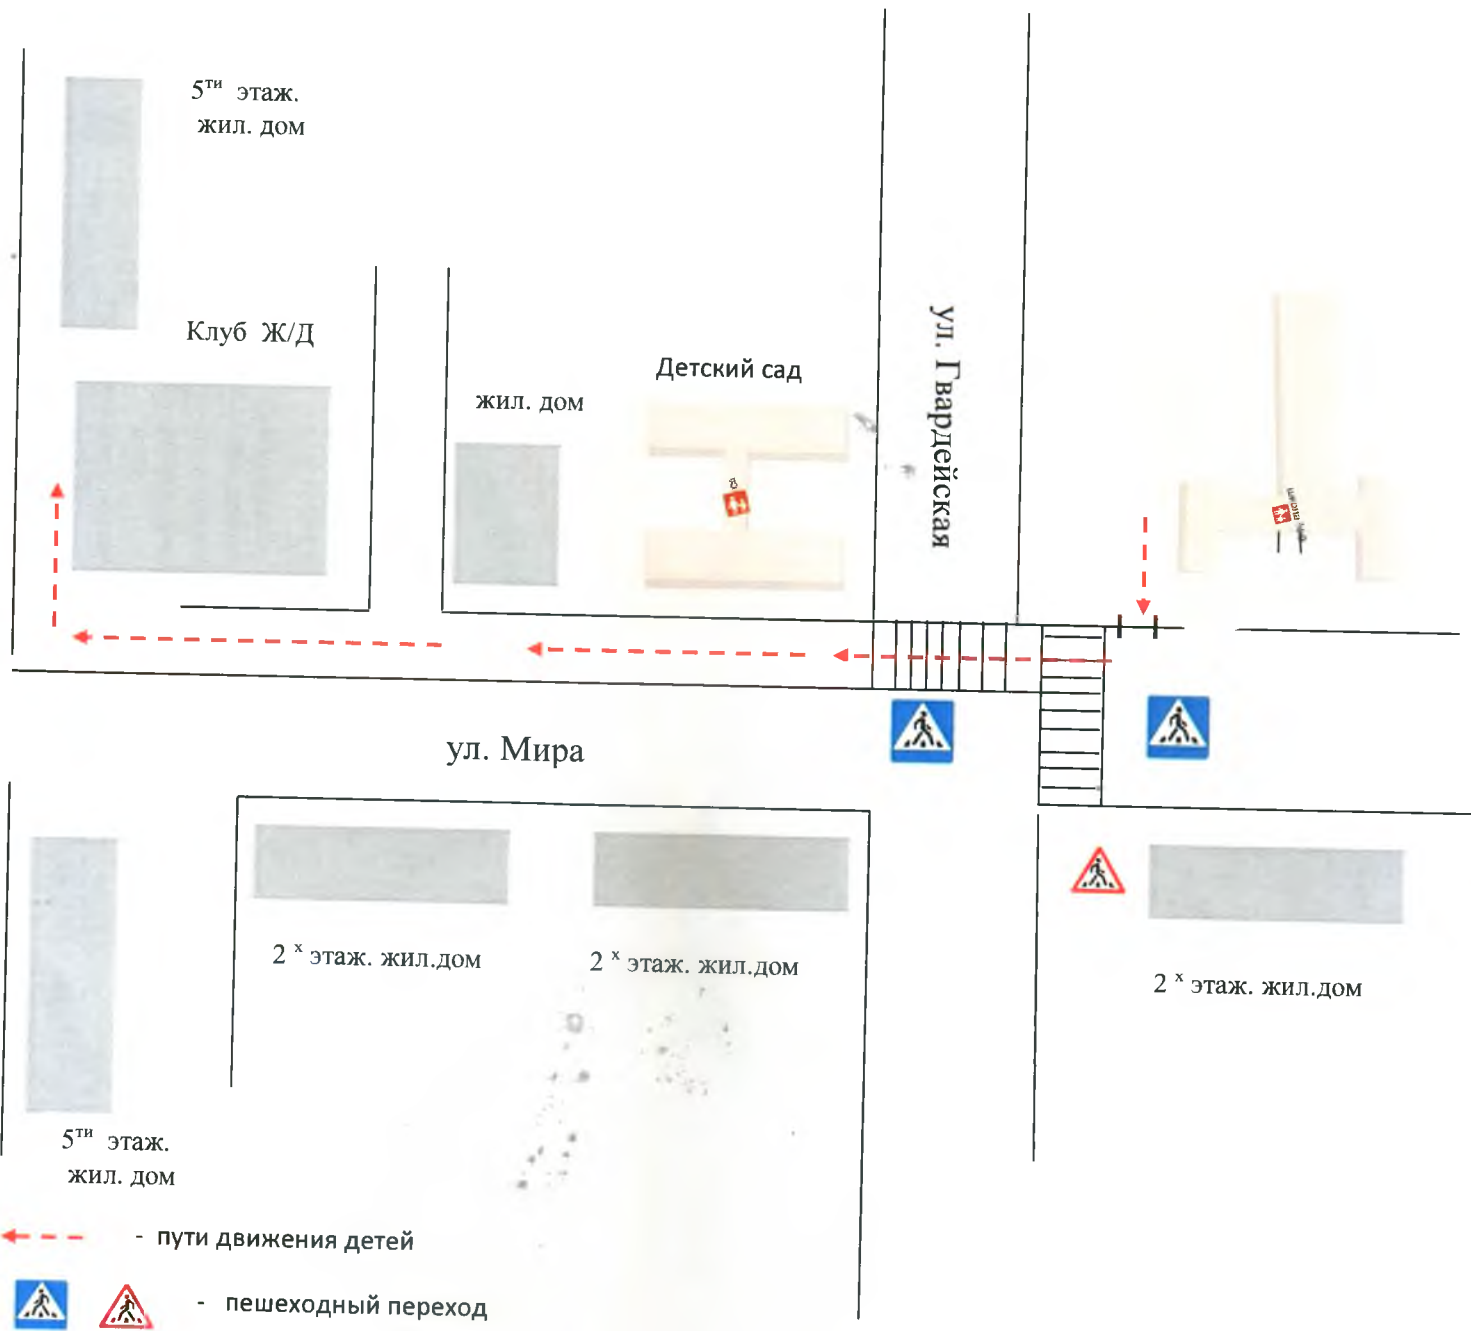 5ти этаж.
жил. дом
Клуб Ж/Д
жил. дом
Детский сад
ул. Гвардейская
ул. Мира
2 х этаж. жил.дом
2 х этаж. жил.дом
2 х этаж. жил.дом
5ти этаж.
жил. дом
- пути движения детей
- пешеходный переход